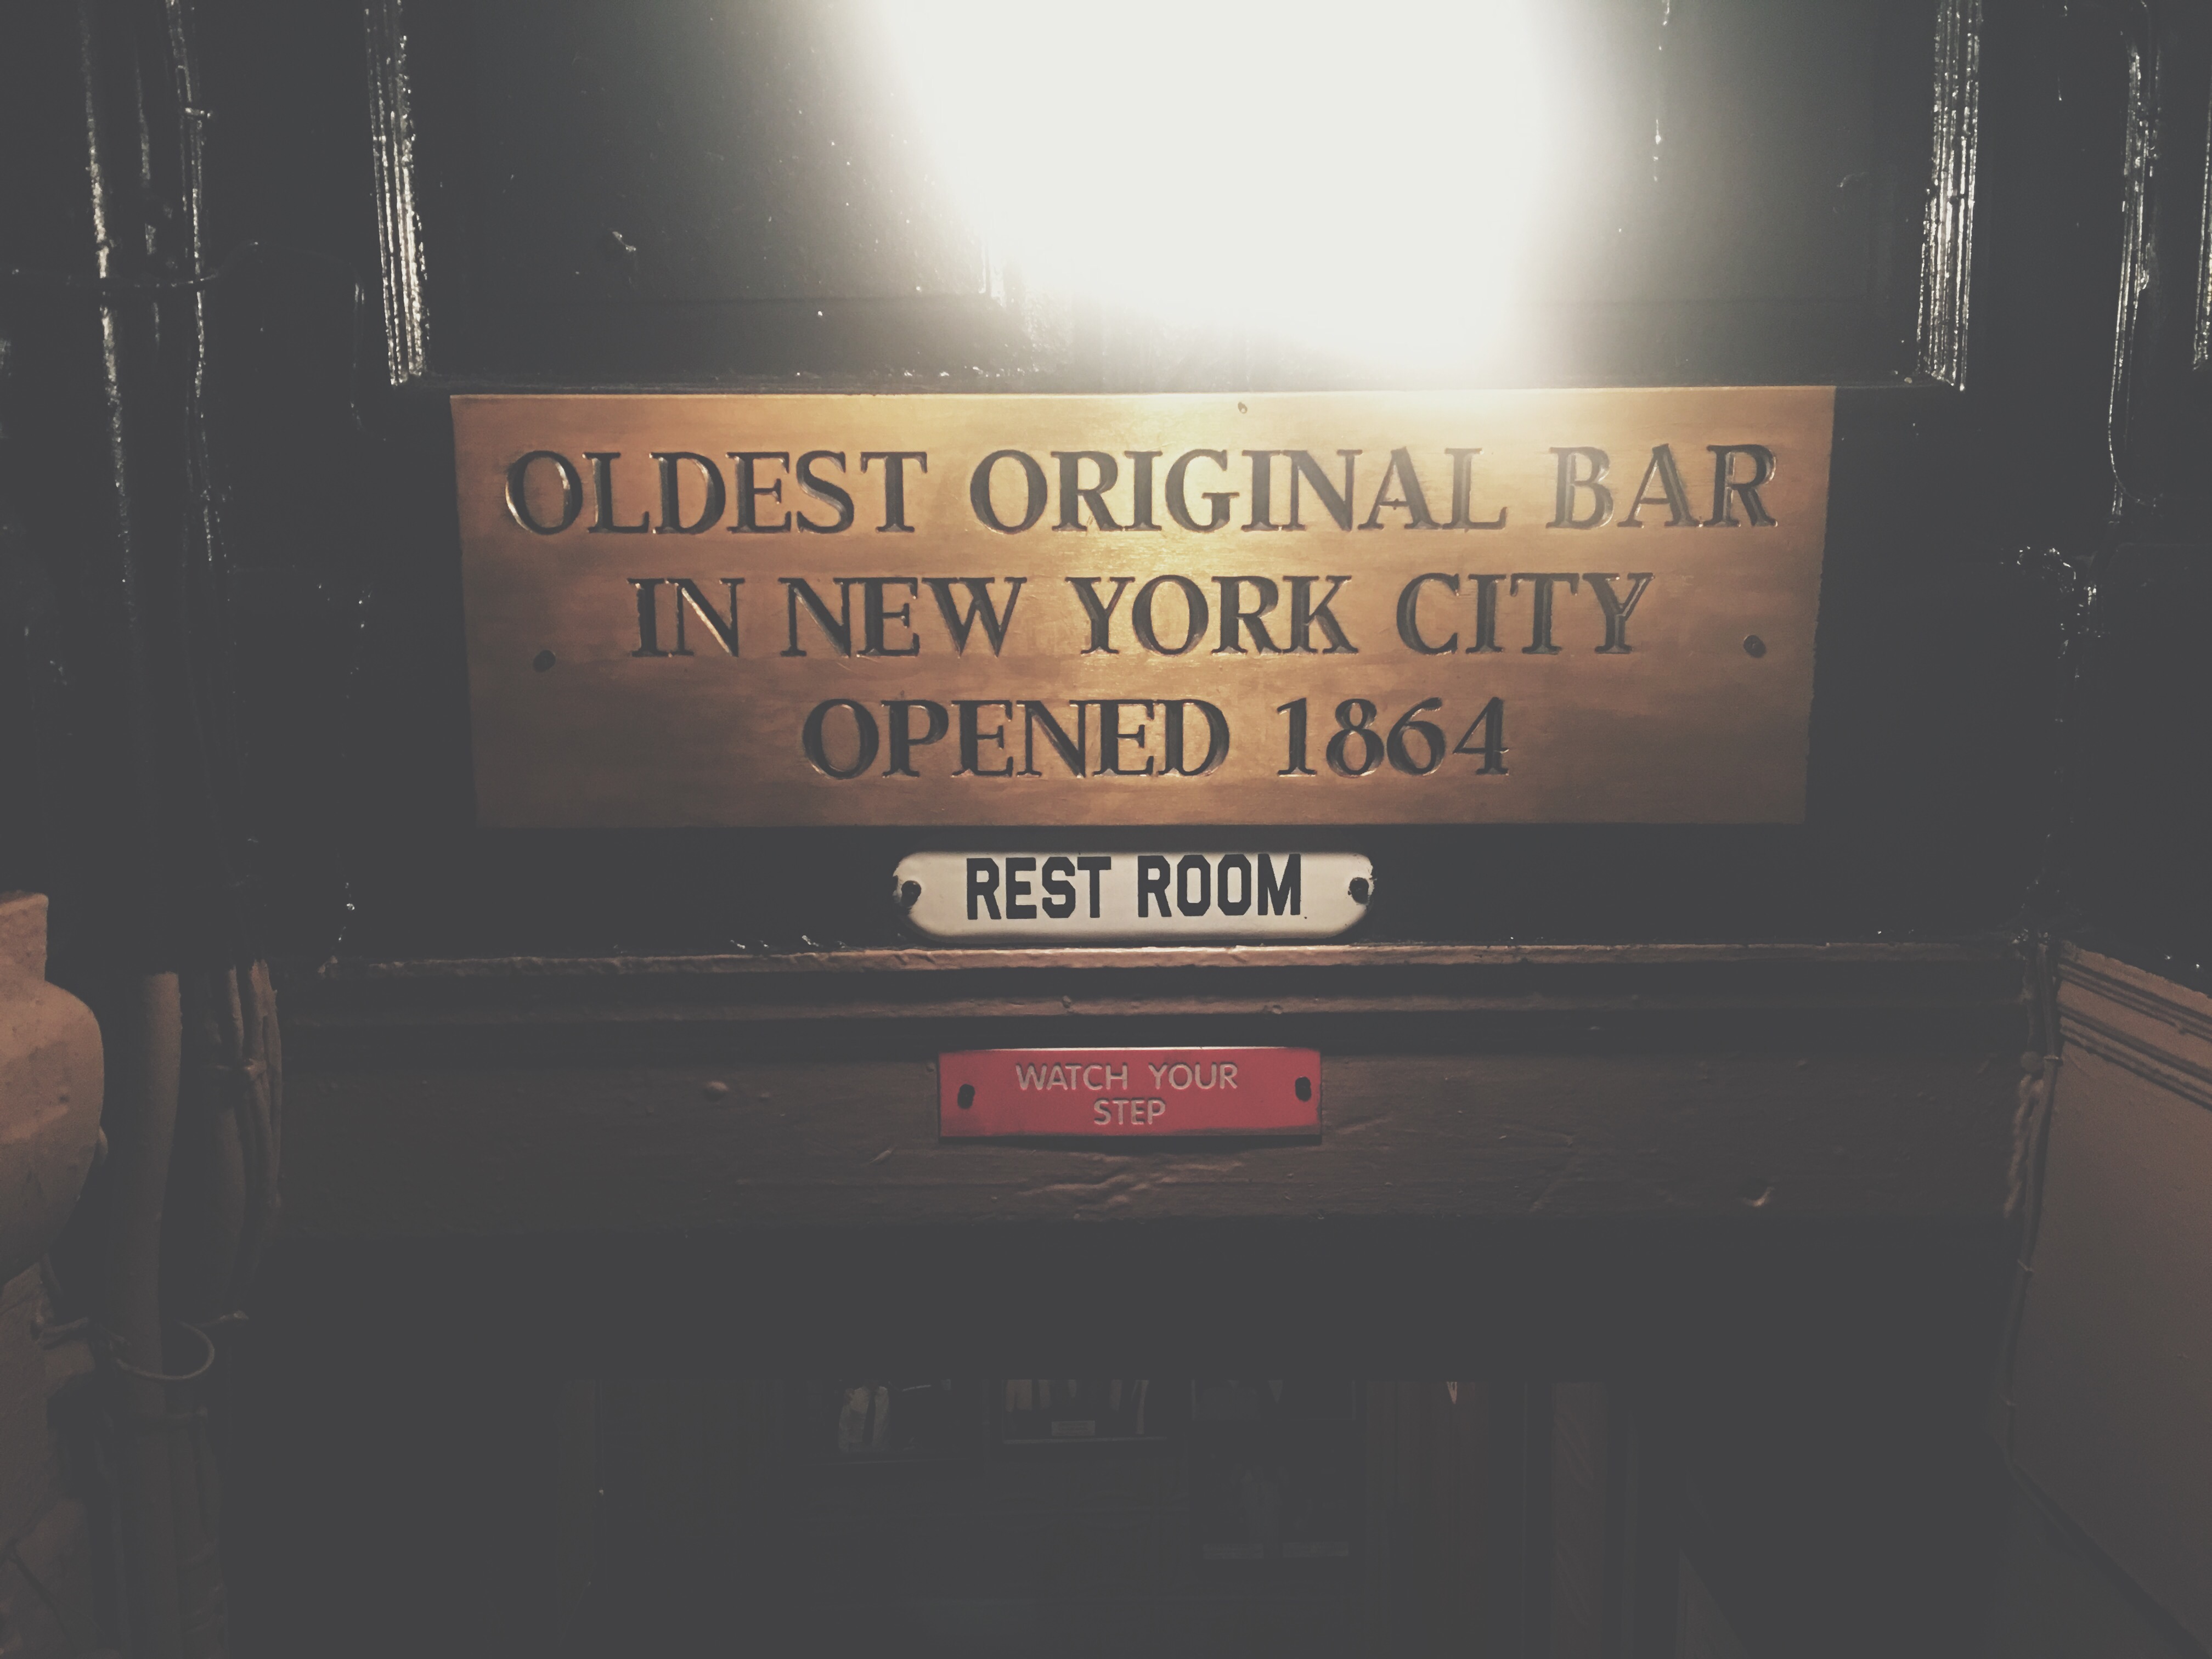 OLDEST ORIGINAL BAR
IN NEW YORK CITY
OPENED 1864
REST ROOM
WATCH YOUR
STEP